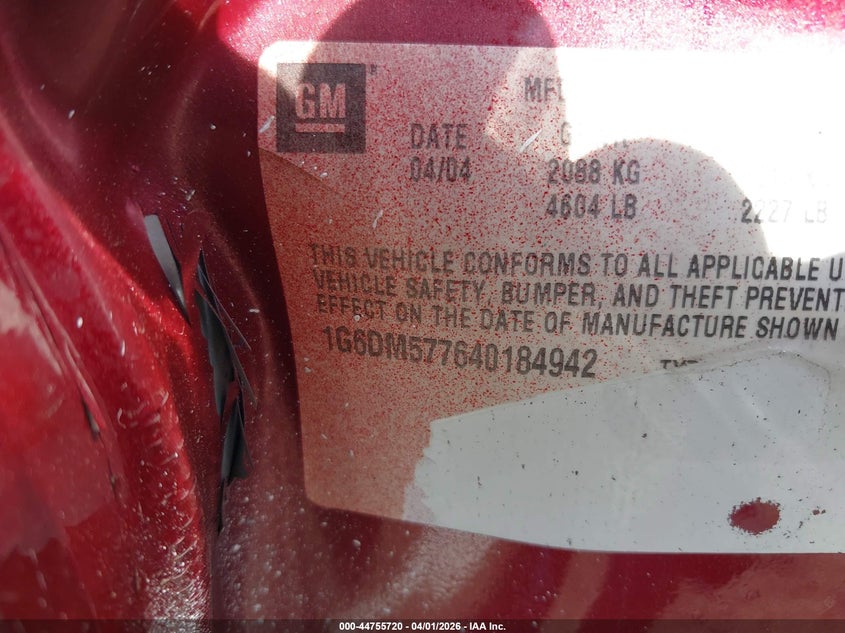 GM
DATE
04/04
2088 KG
4604 LB
2227 LB
THIS VEHICLE CONFORMS TO ALL APPLICABLE U
VEHICLE SAFETY, BUMPER, AND THEFT PREVENT
EFFECT ON THE DATE OF MANUFACTURE SHOWN
1G6DM577640184942
000-44755720 - 04/01/2026 - IAA Inc.